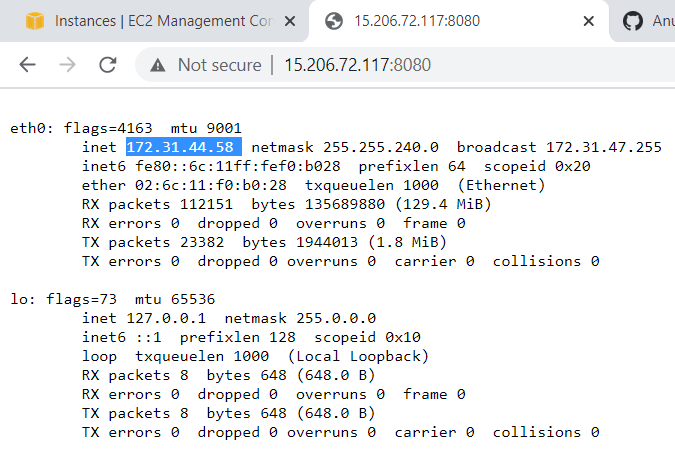 Instances | EC2 Management Con
15.206.72.117:8080
Anu
Not secure | 15.206.72.117:8080
eth0: flags=4163  mtu 9001
        inet 172.31.44.58  netmask 255.255.240.0  broadcast 172.31.47.255
        inet6 fe80::6c:11ff:fef0:b028  prefixlen 64  scopeid 0x20
        ether 02:6c:11:f0:b0:28  txqueuelen 1000  (Ethernet)
        RX packets 112151  bytes 135689880 (129.4 MiB)
        RX errors 0  dropped 0  overruns 0  frame 0
        TX packets 23382  bytes 1944013 (1.8 MiB)
        TX errors 0  dropped 0 overruns 0  carrier 0  collisions 0
lo: flags=73  mtu 65536
        inet 127.0.0.1  netmask 255.0.0.0
        inet6 ::1  prefixlen 128  scopeid 0x10
        loop  txqueuelen 1000  (Local Loopback)
        RX packets 8  bytes 648 (648.0 B)
        RX errors 0  dropped 0  overruns 0  frame 0
        TX packets 8  bytes 648 (648.0 B)
        TX errors 0  dropped 0 overruns 0  carrier 0  collisions 0